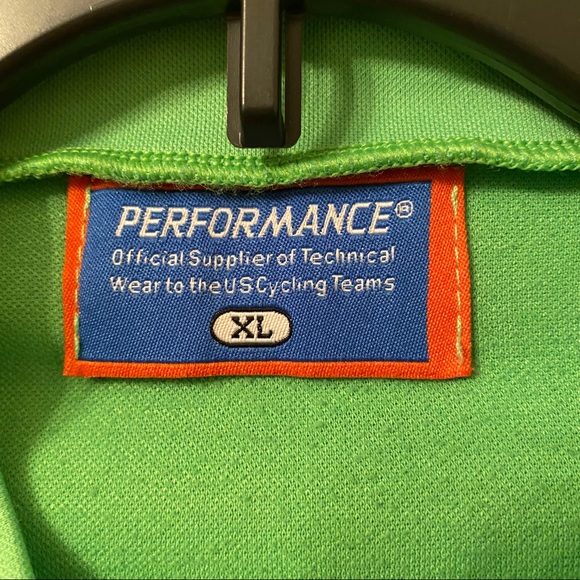 PERFORMANCE®
Official Supplier of Technical
Wear to the US Cycling Teams
XL